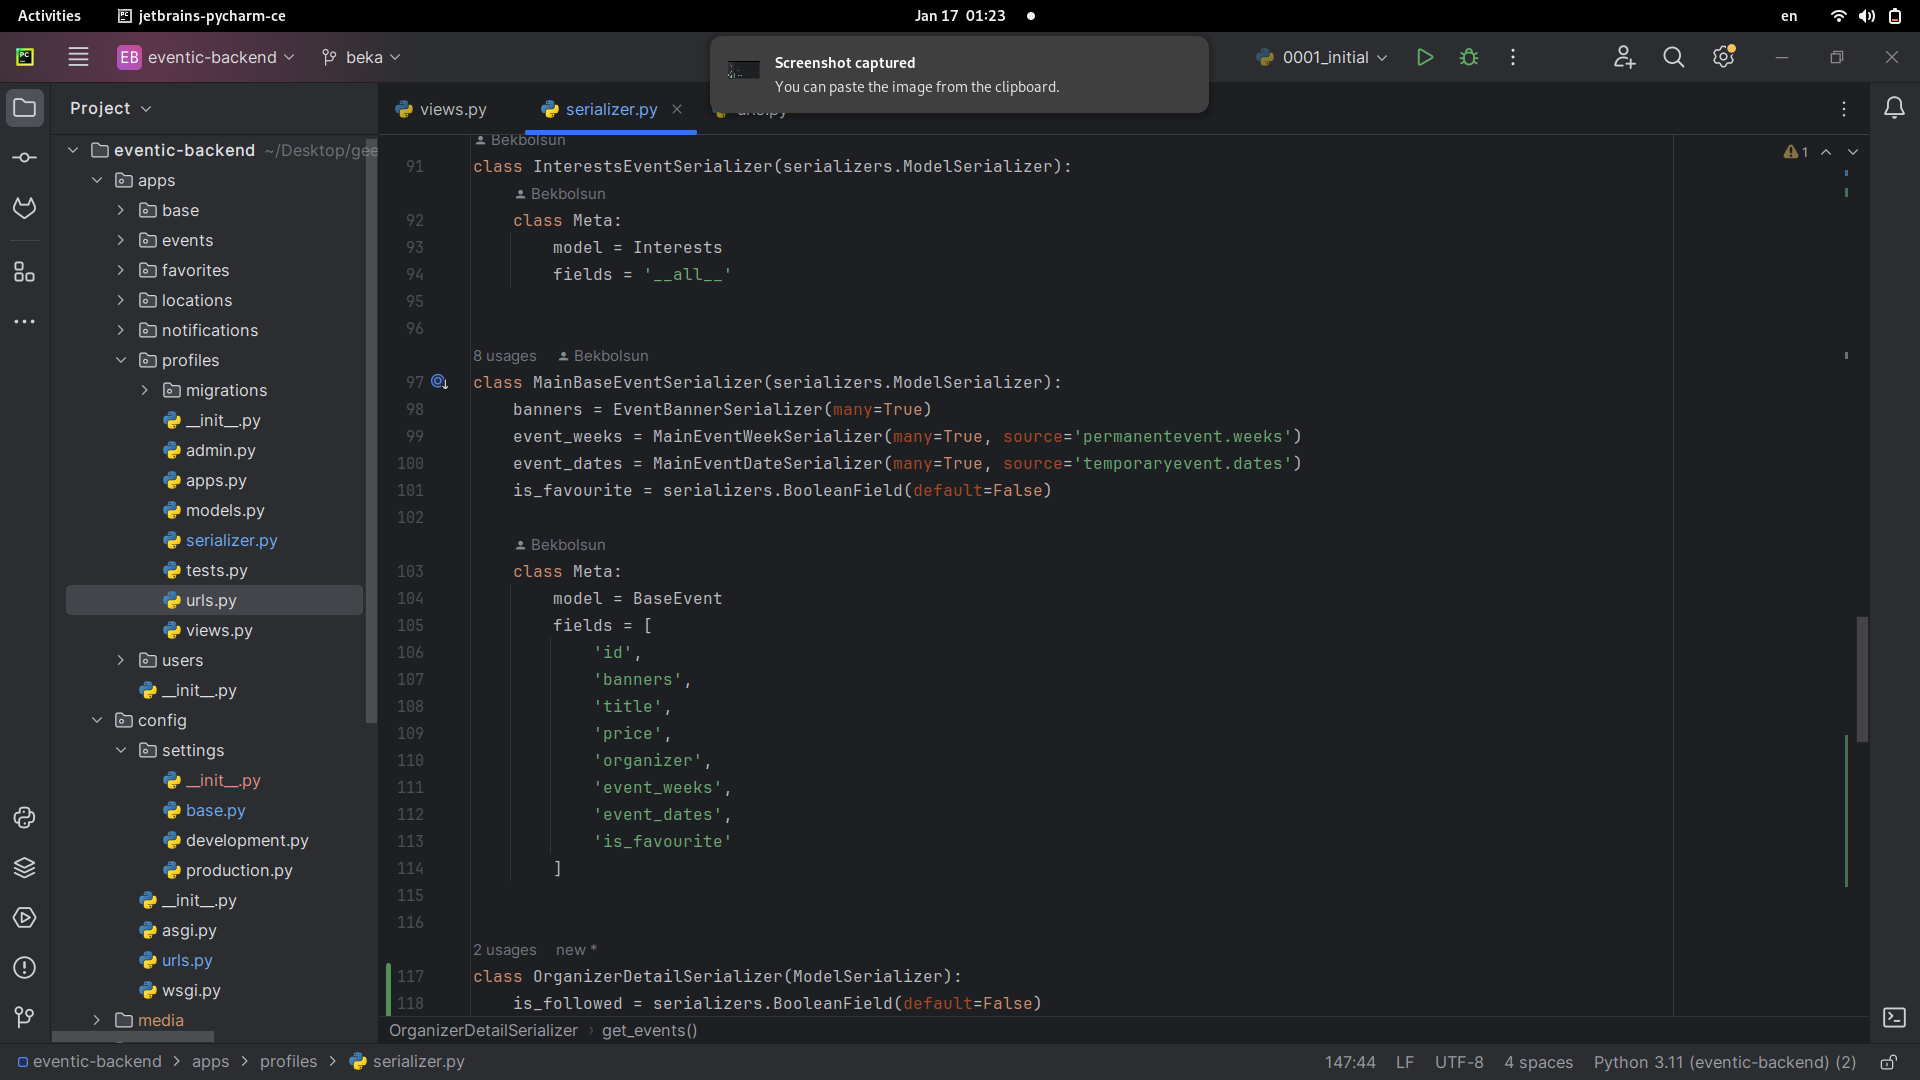 Activities
jetbrains-pycharm-ce
Jan 17 01:23
en
EB eventic-backend
beka
Screenshot captured
You can paste the image from the clipboard.
0001_initial
Project
views.py
serializer.py
urls.py
eventic-backend ~/Desktop/gee
apps
base
events
favorites
locations
notifications
profiles
migrations
__init__.py
admin.py
apps.py
models.py
serializer.py
tests.py
urls.py
views.py
users
__init__.py
config
settings
__init__.py
base.py
development.py
production.py
__init__.py
asgi.py
urls.py
wsgi.py
media
Bekbolsun
1
91 class InterestsEventSerializer(serializers.ModelSerializer):
Bekbolsun
92 class Meta:
93 model = Interests
94 fields = '__all__'
95
96
8 usages Bekbolsun
97 class MainBaseEventSerializer(serializers.ModelSerializer):
98 banners = EventBannerSerializer(many=True)
99 event_weeks = MainEventWeekSerializer(many=True, source='permanentevent.weeks')
100 event_dates = MainEventDateSerializer(many=True, source='temporaryevent.dates')
101 is_favourite = serializers.BooleanField(default=False)
102
Bekbolsun
103 class Meta:
104 model = BaseEvent
105 fields = [
106 'id',
107 'banners',
108 'title',
109 'price',
110 'organizer',
111 'event_weeks',
112 'event_dates',
113 'is_favourite'
114 ]
115
116
2 usages new *
117 class OrganizerDetailSerializer(ModelSerializer):
118 is_followed = serializers.BooleanField(default=False)
OrganizerDetailSerializer › get_events()
eventic-backend > apps > profiles > serializer.py
147:44 LF UTF-8 4 spaces Python 3.11 (eventic-backend) (2)